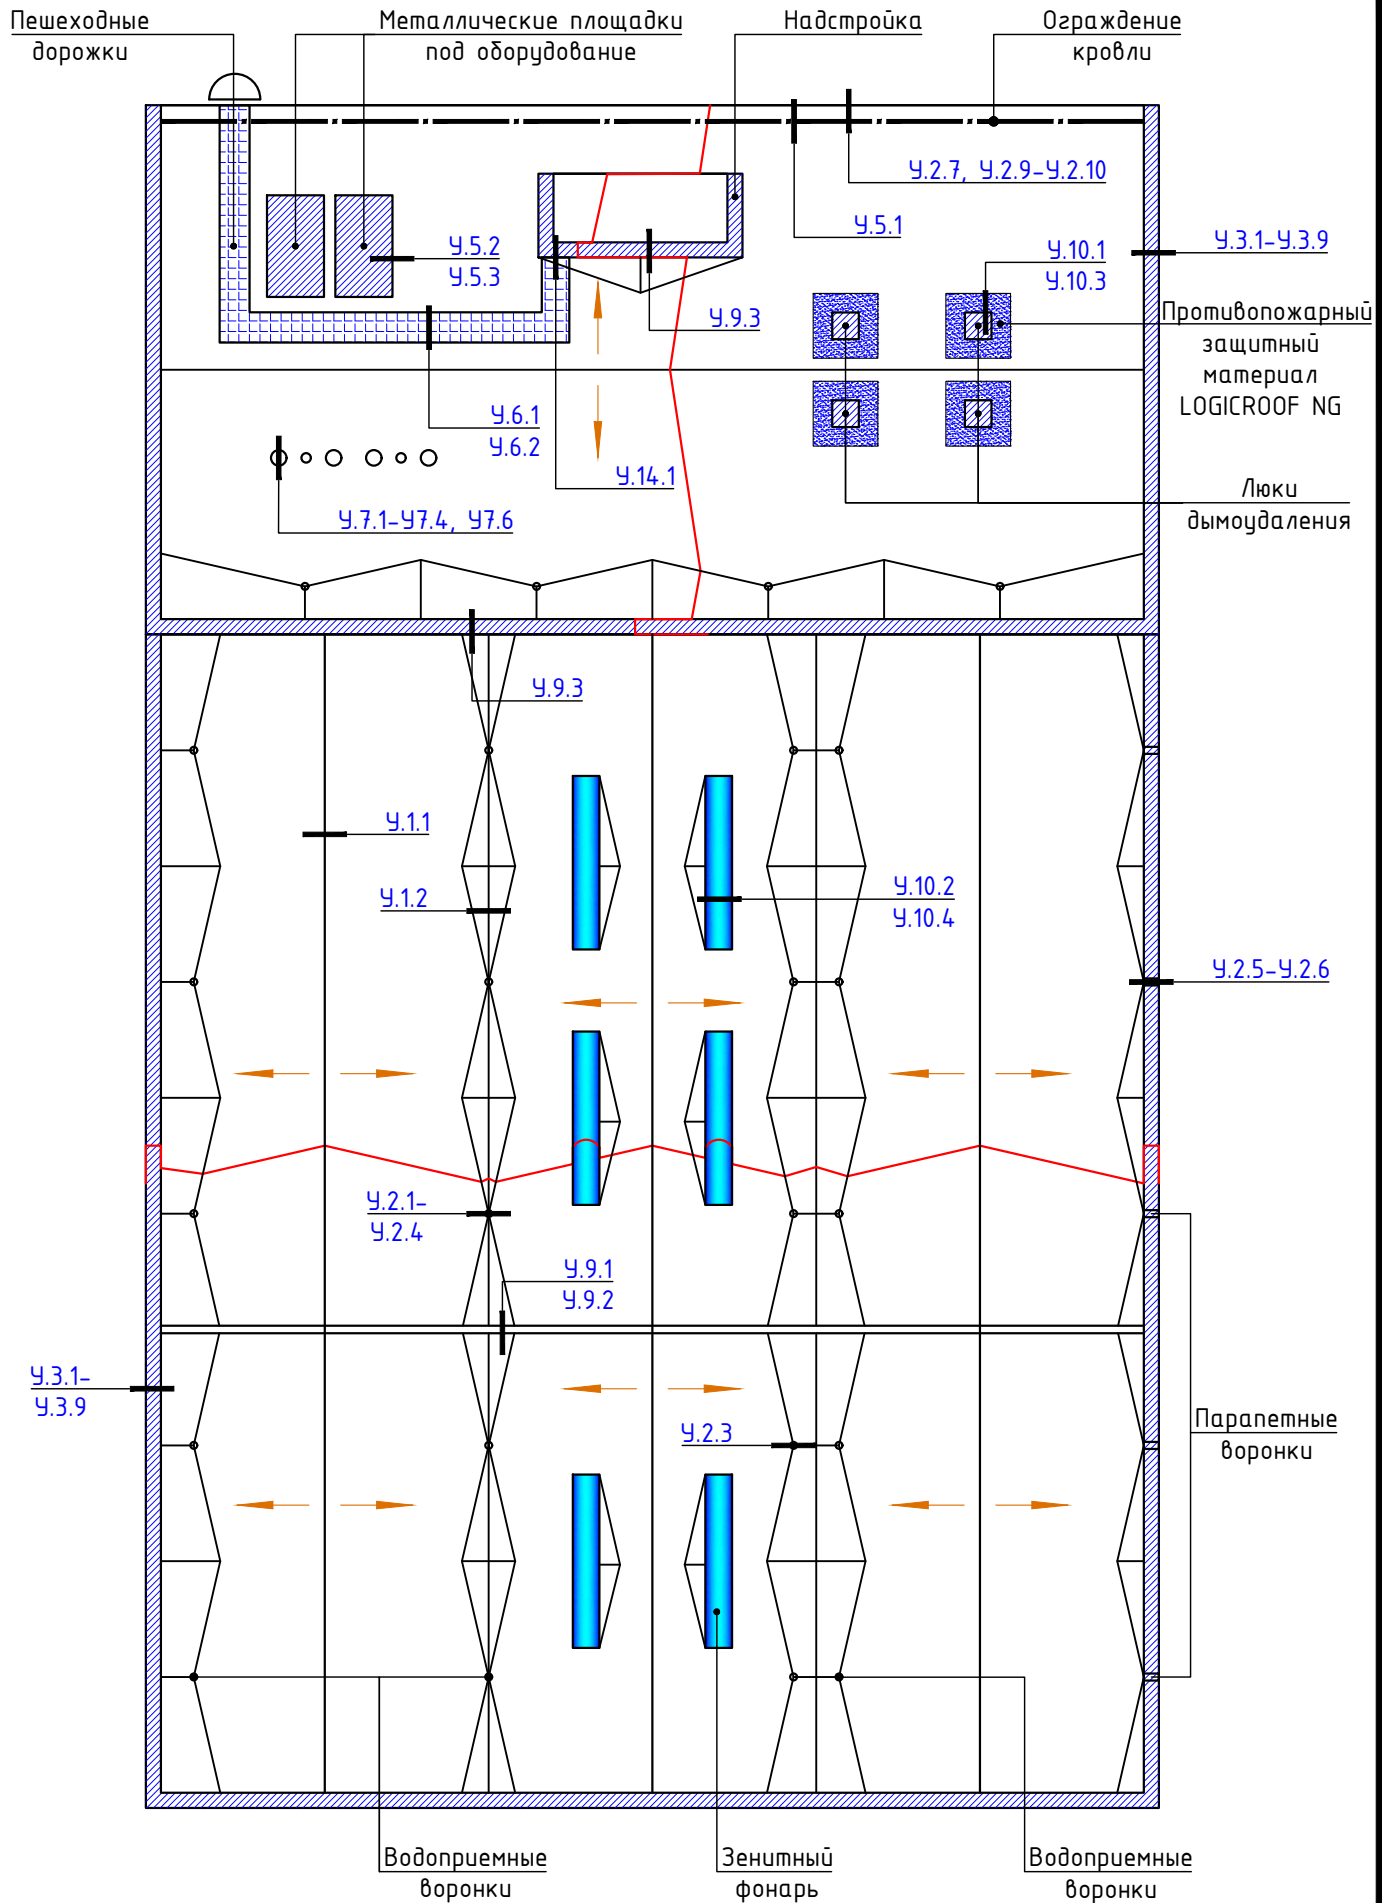 Пешеходные
дорожки
Металлические площадки
под оборудование
Надстройка
Ограждение
кровли
У.2.7, У.2.9-У.2.10
У.5.1
У.5.2
У.5.3
У.10.1
У.10.3
У.3.1-У.3.9
У.9.3
Противопожарный
защитный
материал
LOGICROOF NG
У.6.1
У.6.2
У.14.1
У.7.1-У7.4, У7.6
Люки
дымоудаления
У.9.3
У.1.1
У.1.2
У.10.2
У.10.4
У.2.5-У.2.6
У.2.1-
У.2.4
У.9.1
У.9.2
У.3.1-
У.3.9
У.2.3
Парапетные
воронки
Водоприемные
воронки
Зенитный
фонарь
Водоприемные
воронки